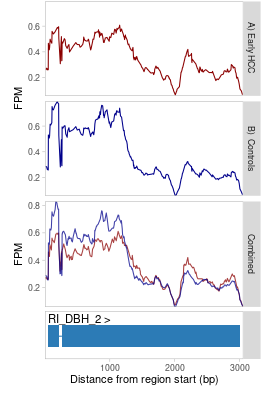 0.6
0.4
0.2
FPM
A) Early HCC
0.6
0.4
0.2
FPM
B): Controls
0.8
0.6
0.4
0.2
FPM
Combined
RI_DBH_2 >
1000 2000 3000
Distance from region start (bp)